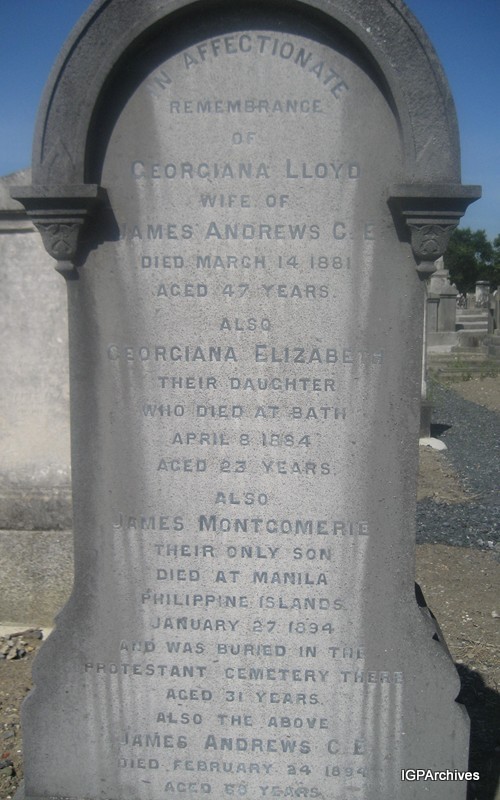 IN AFFECTIONATE
REMEMBRANCE
OF
GEORGIANA LLOYD
WIFE OF
JAMES ANDREWS C. E.
DIED MARCH 14 1881
AGED 47 YEARS.
ALSO
GEORGIANA ELIZABETH
THEIR DAUGHTER
WHO DIED AT BATH
APRIL 8 1884
AGED 23 YEARS.
ALSO
JAMES MONTGOMERIE
THEIR ONLY SON
DIED AT MANILA
PHILIPPINE ISLANDS.
JANUARY 27 1894
AND WAS BURIED IN THE
PROTESTANT CEMETERY THERE
AGED 31 YEARS.
ALSO THE ABOVE
JAMES ANDREWS C. E.
DIED FEBRUARY 24 1894
AGED YEARS.
IGPArchives